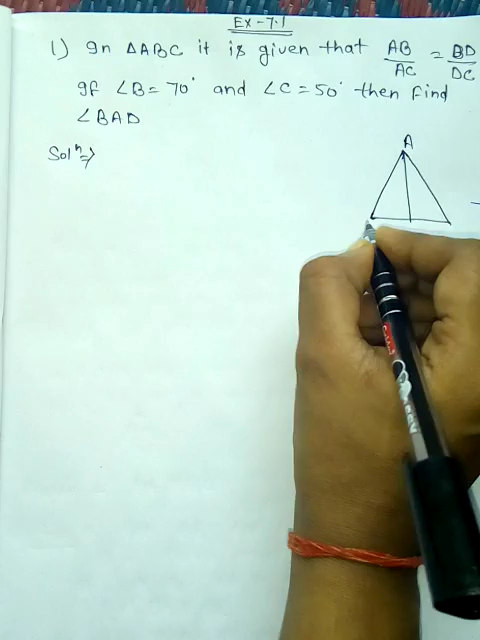 Ex-7.1
1) In ΔABC it is given that AB/AC = BD/DC
If ∠B= 70° and ∠C=50° then find
∠BAD
Solⁿ⇒
A